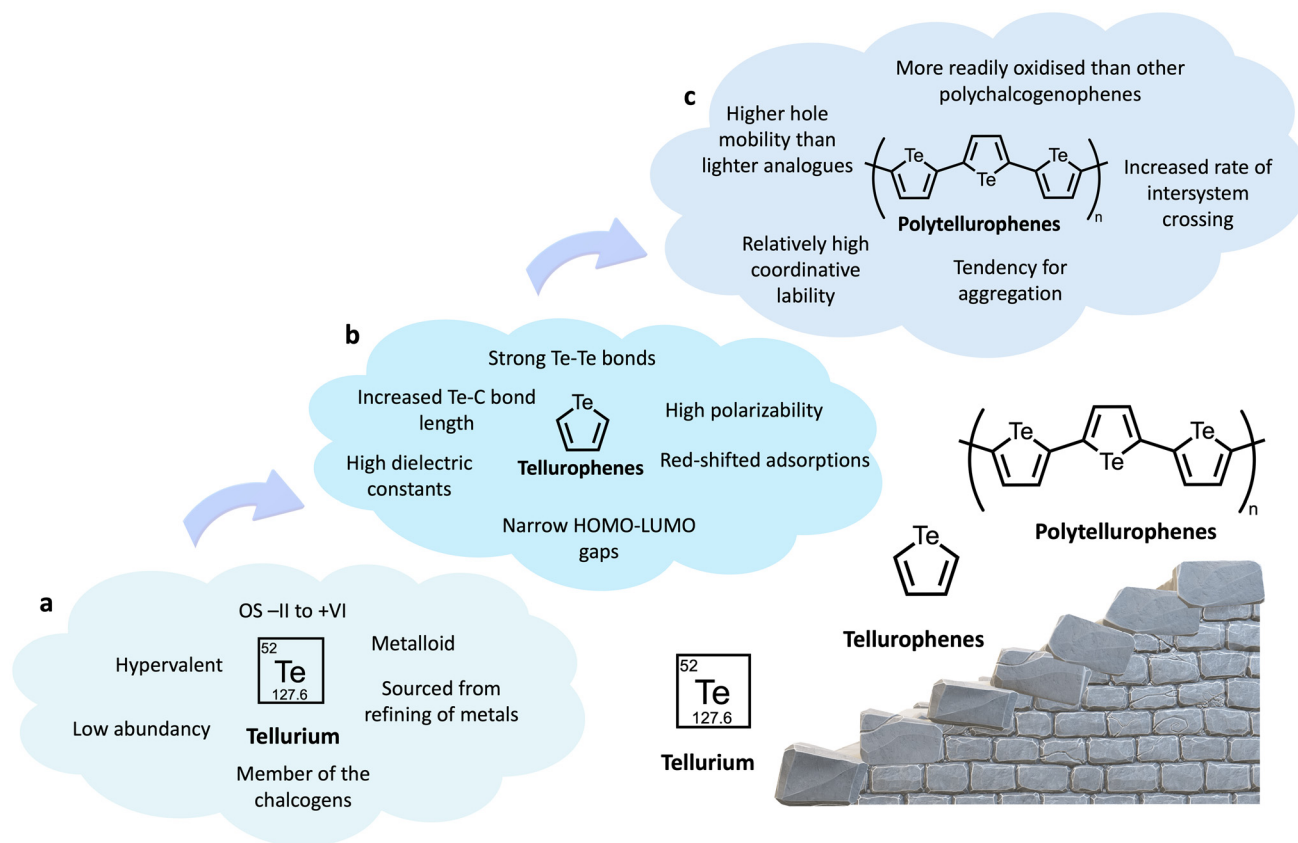 c
More readily oxidised than other
polychalcogenophenes
Higher hole
mobility than
lighter analogues
Te
Te
Te
n
Polytellurophenes
Increased rate of
intersystem
crossing
Relatively high
coordinative
lability
Tendency for
aggregation
b
Strong Te-Te bonds
Increased Te-C bond
length
Te
Tellurophenes
High polarizability
High dielectric
constants
Red-shifted adsorptions
Narrow HOMO-LUMO
gaps
a
OS –II to +VI
Hypervalent
52
Te
127.6
Metalloid
Sourced from
refining of metals
Low abundancy
Tellurium
Member of the
chalcogens
Te
Te
Te
n
Polytellurophenes
Te
Tellurophenes
52
Te
127.6
Tellurium